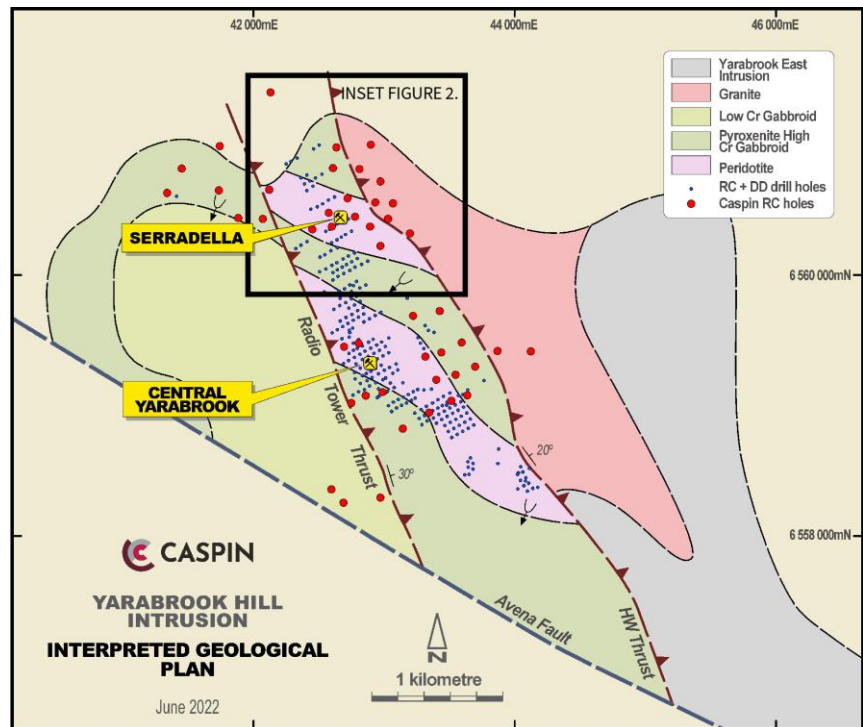 42 000mE
44 000mE
46 000mE
INSET FIGURE 2.
Yarabrook East
Intrusion
Granite
Low Cr Gabbroid
Pyroxenite High
Cr Gabbroid
Peridotite
RC + DD drill holes
Caspin RC holes
SERRADELLA
6 560 000mN
Radio
Tower
Thrust
CENTRAL
YARABROOK
20°
30°
6 558 000mN
CASPIN
YARABROOK HILL
INTRUSION
INTERPRETED GEOLOGICAL
PLAN
June 2022
N
1 kilometre
Avena Fault
HW Thrust